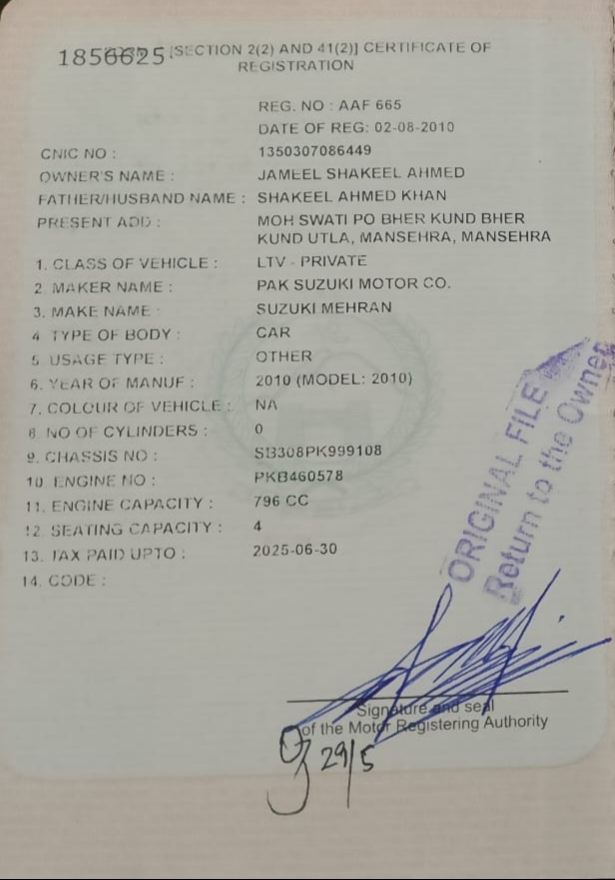 1856625 [SECTION 2(2) AND 41(2)] CERTIFICATE OF
REGISTRATION
REG. NO : AAF 665
DATE OF REG: 02-08-2010
CNIC NO : 1350307086449
OWNER'S NAME : JAMEEL SHAKEEL AHMED
FATHER/HUSBAND NAME : SHAKEEL AHMED KHAN
PRESENT ADD : MOH SWATI PO BHER KUND BHER
KUND UTLA, MANSEHRA, MANSEHRA
1. CLASS OF VEHICLE : LTV - PRIVATE
2. MAKER NAME : PAK SUZUKI MOTOR CO.
3. MAKE NAME : SUZUKI MEHRAN
4. TYPE OF BODY : CAR
5. USAGE TYPE : OTHER
6. YEAR OF MANUF : 2010 (MODEL: 2010)
7. COLOUR OF VEHICLE : NA
8. NO OF CYLINDERS : 0
9. CHASSIS NO : SB308PK999108
10. ENGINE NO : PKB460578
11. ENGINE CAPACITY : 796 CC
12. SEATING CAPACITY : 4
13. TAX PAID UPTO : 2025-06-30
14. CODE :
ORIGINAL FILE
Return to the Owner
Signature and seal
of the Motor Registering Authority
29/5